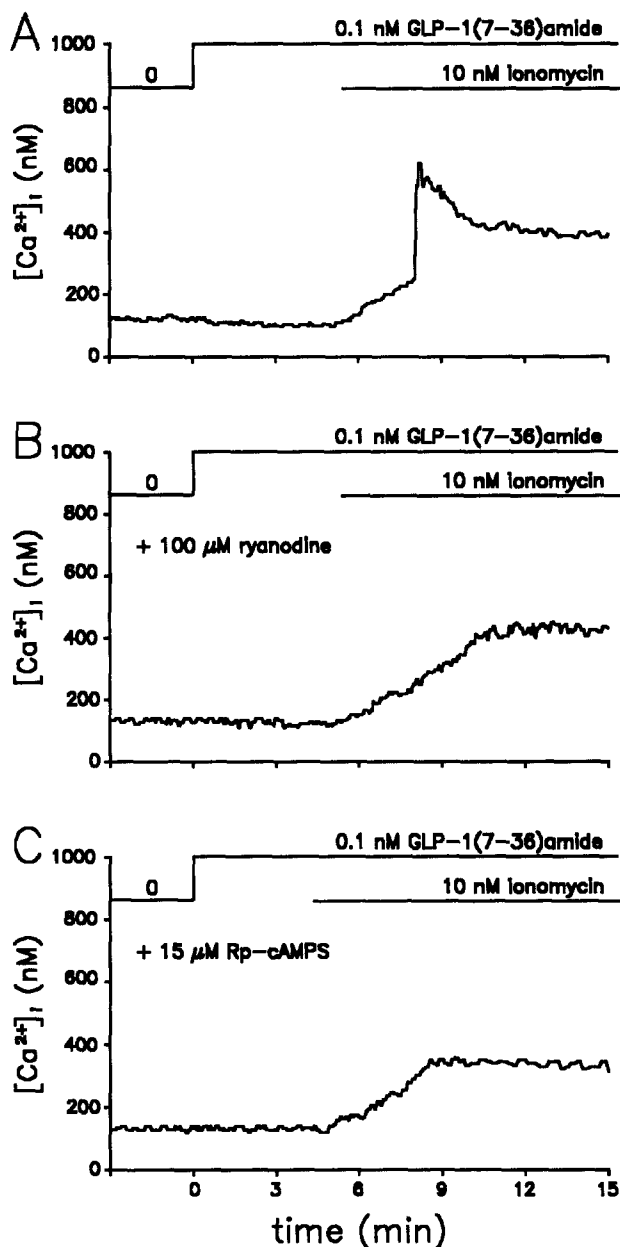 A
0.1 nM GLP-1(7-36)amide
0
10 nM ionomycin
1000
800
600
400
200
0
[Ca²⁺]ᵢ (nM)
B
0.1 nM GLP-1(7-36)amide
0
10 nM ionomycin
+ 100 μM ryanodine
1000
800
600
400
200
0
[Ca²⁺]ᵢ (nM)
C
0.1 nM GLP-1(7-36)amide
0
10 nM ionomycin
+ 15 μM Rp-cAMPS
1000
800
600
400
200
0
[Ca²⁺]ᵢ (nM)
0 3 6 9 12 15
time (min)